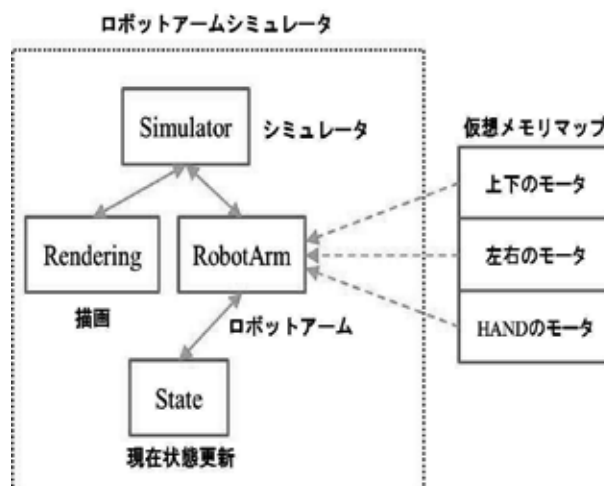 ロボットアームシミュレータ
Simulator
シミュレータ
仮想メモリマップ
上下のモータ
Rendering
RobotArm
左右のモータ
描画
ロボットアーム
HANDのモータ
State
現在状態更新